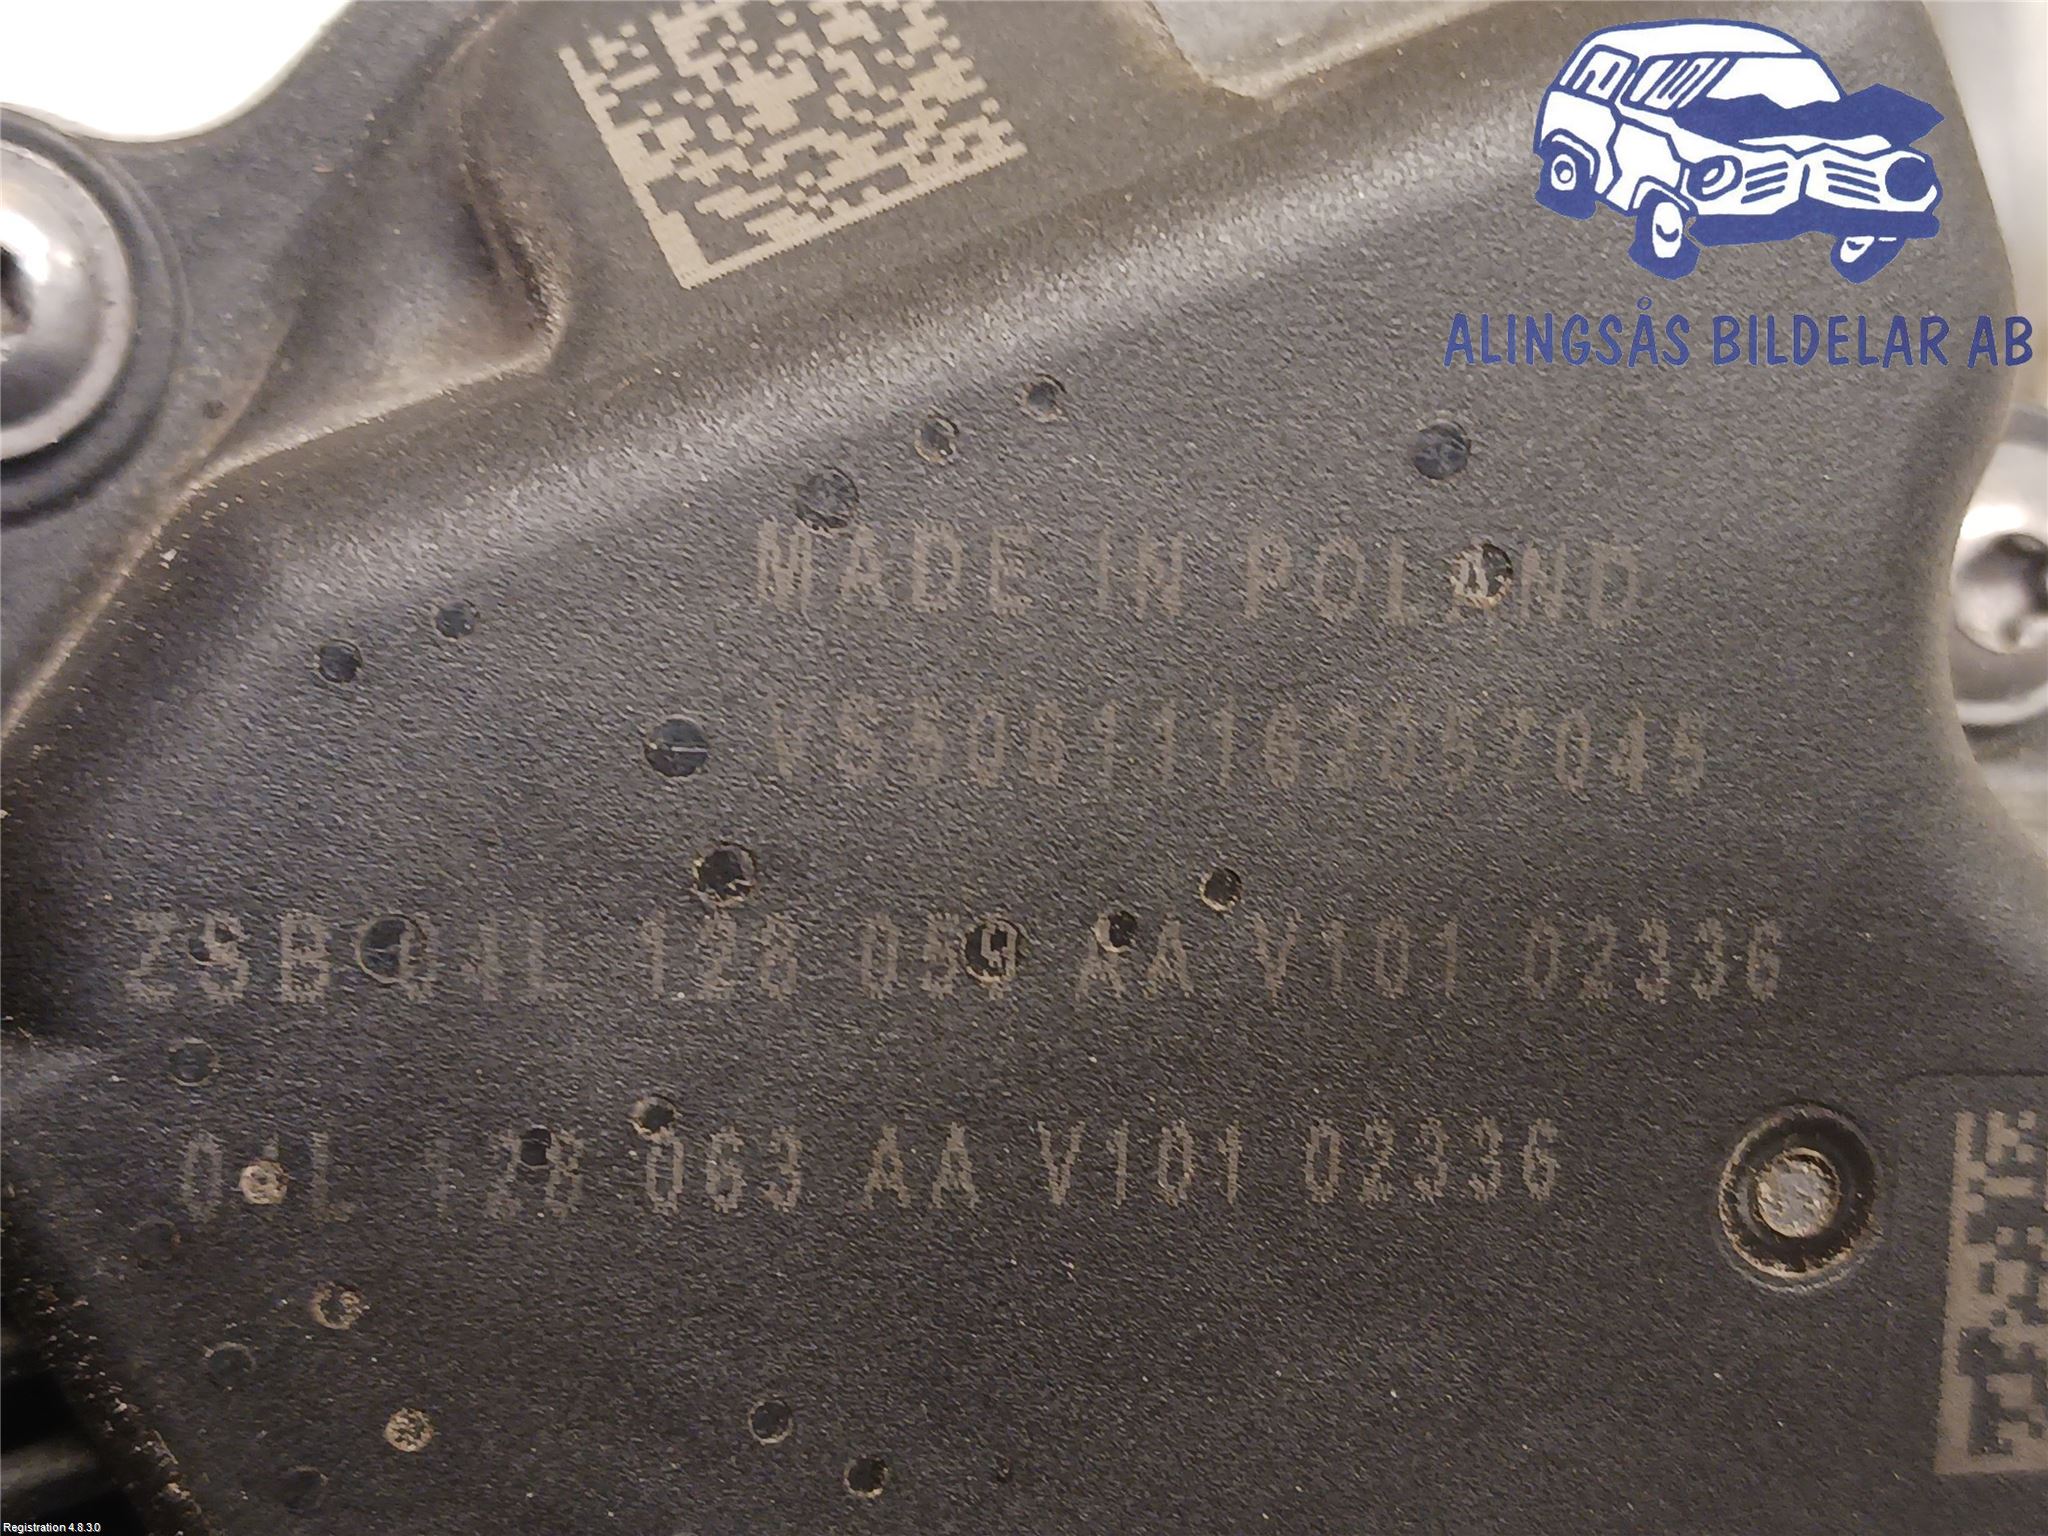 ALINGSÅS BILDELAR AB
MADE IN POLAND
ZSB 04L 128 059 AA V101 02336
04L 128 063 AA V101 02336
Registration 4.8.3.0